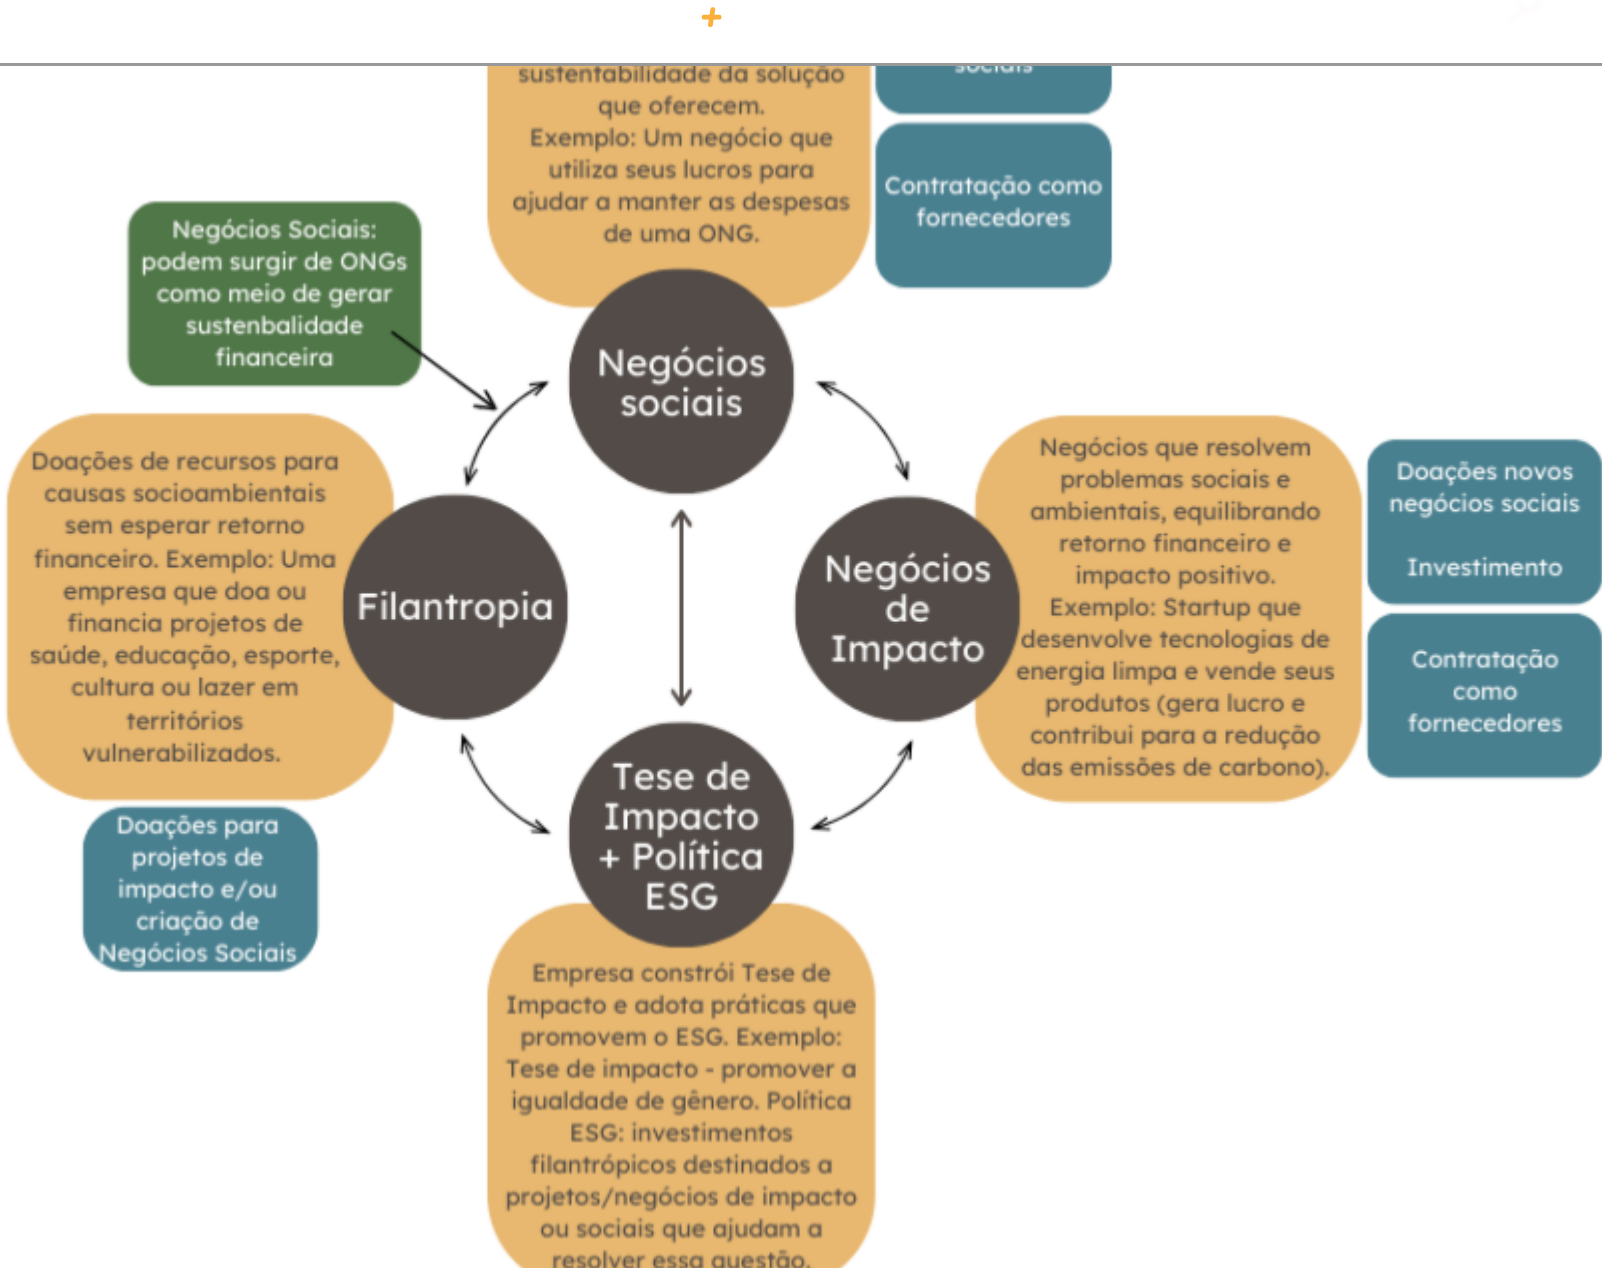 sustentabilidade da solução
que oferecem.
Exemplo: Um negócio que
utiliza seus lucros para
ajudar a manter as despesas
de uma ONG.
sociais
Contratação como
fornecedores
Negócios Sociais:
podem surgir de ONGs
como meio de gerar
sustenbalidade
financeira
Negócios
sociais
Doações de recursos para
causas socioambientais
sem esperar retorno
financeiro. Exemplo: Uma
empresa que doa ou
financia projetos de
saúde, educação, esporte,
cultura ou lazer em
territórios
vulnerabilizados.
Filantropia
Negócios
de
Impacto
Negócios que resolvem
problemas sociais e
ambientais, equilibrando
retorno financeiro e
impacto positivo.
Exemplo: Startup que
desenvolve tecnologias de
energia limpa e vende seus
produtos (gera lucro e
contribui para a redução
das emissões de carbono).
Doações novos
negócios sociais
Investimento
Contratação
como
fornecedores
Doações para
projetos de
impacto e/ou
criação de
Negócios Sociais
Tese de
Impacto
+ Política
ESG
Empresa constrói Tese de
Impacto e adota práticas que
promovem o ESG. Exemplo:
Tese de impacto - promover a
igualdade de gênero. Política
ESG: investimentos
filantrópicos destinados a
projetos/negócios de impacto
ou sociais que ajudam a
resolver essa questão.